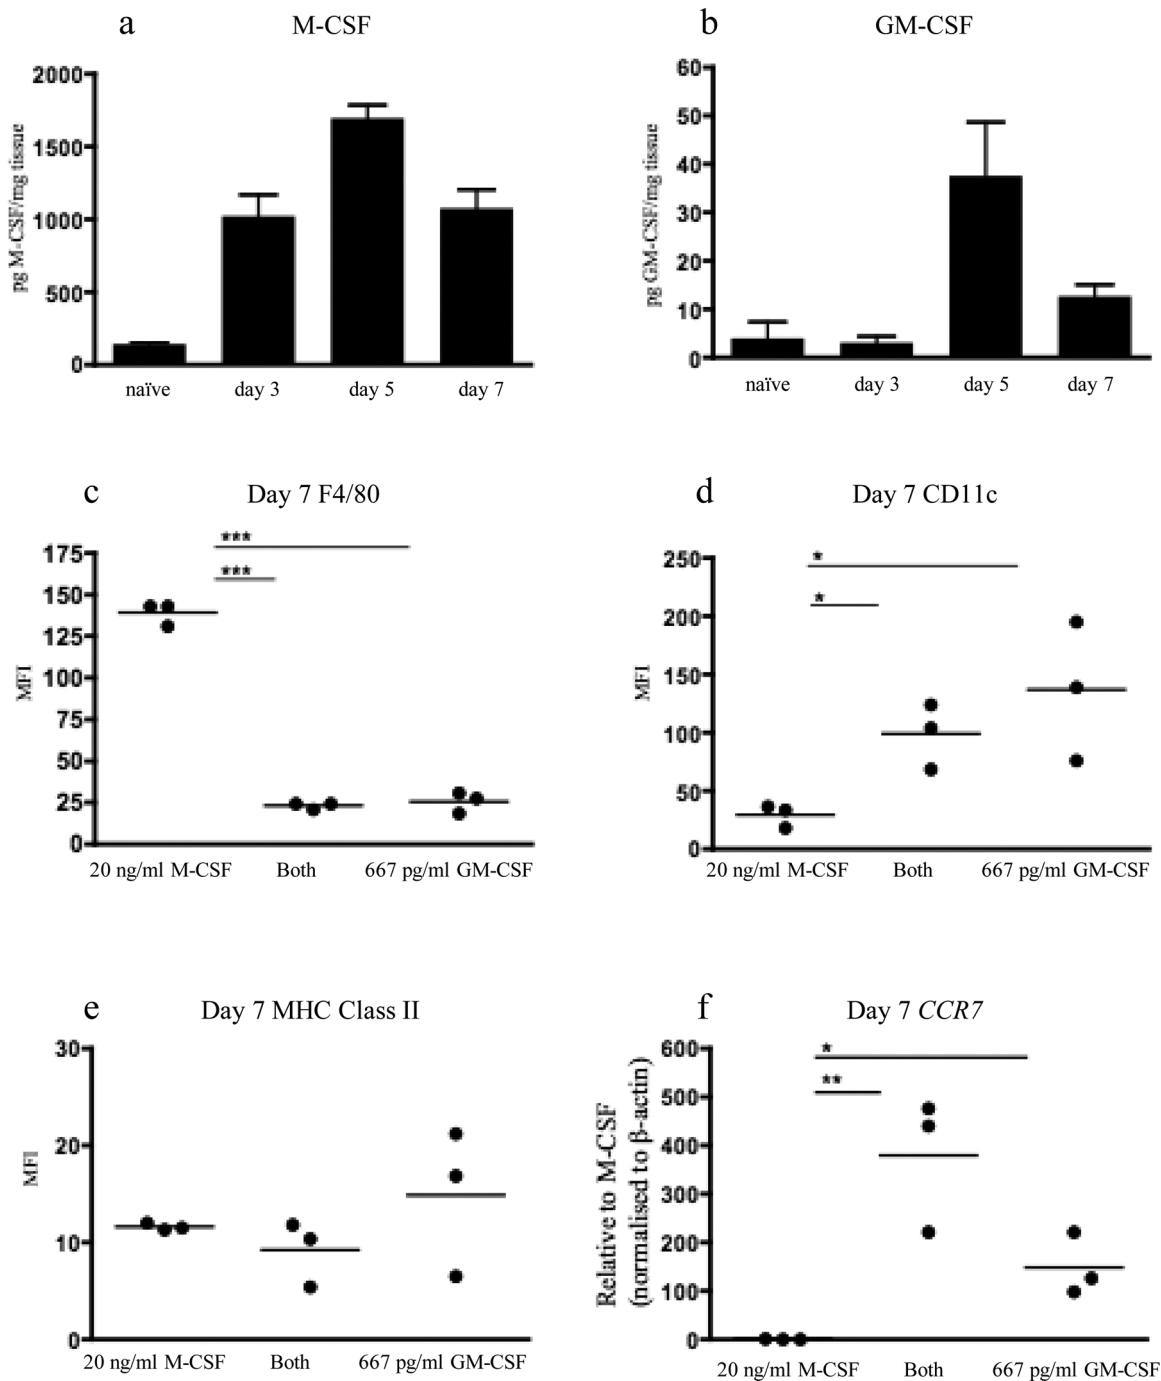 a M-CSF
pg M-CSF/mg tissue
2000
1500
1000
500
0
naïve day 3 day 5 day 7
b GM-CSF
pg GM-CSF/mg tissue
60
50
40
30
20
10
0
naïve day 3 day 5 day 7
c Day 7 F4/80
MFI
175
150
125
100
75
50
25
0
***
***
20 ng/ml M-CSF Both 667 pg/ml GM-CSF
d Day 7 CD11c
MFI
250
200
150
100
50
0
*
*
20 ng/ml M-CSF Both 667 pg/ml GM-CSF
e Day 7 MHC Class II
MFI
30
20
10
0
20 ng/ml M-CSF Both 667 pg/ml GM-CSF
f Day 7 CCR7
Relative to M-CSF
(normalised to β-actin)
600
500
400
300
200
100
0
*
**
20 ng/ml M-CSF Both 667 pg/ml GM-CSF